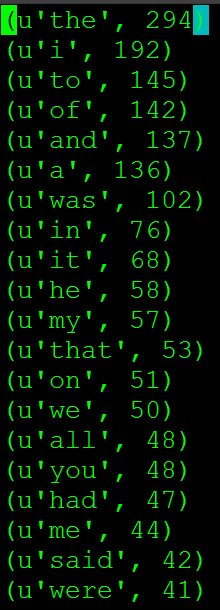 (u'the', 294)
(u'i', 192)
(u'to', 145)
(u'of', 142)
(u'and', 137)
(u'a', 136)
(u'was', 102)
(u'in', 76)
(u'it', 68)
(u'he', 58)
(u'my', 57)
(u'that', 53)
(u'on', 51)
(u'we', 50)
(u'all', 48)
(u'you', 48)
(u'had', 47)
(u'me', 44)
(u'said', 42)
(u'were', 41)